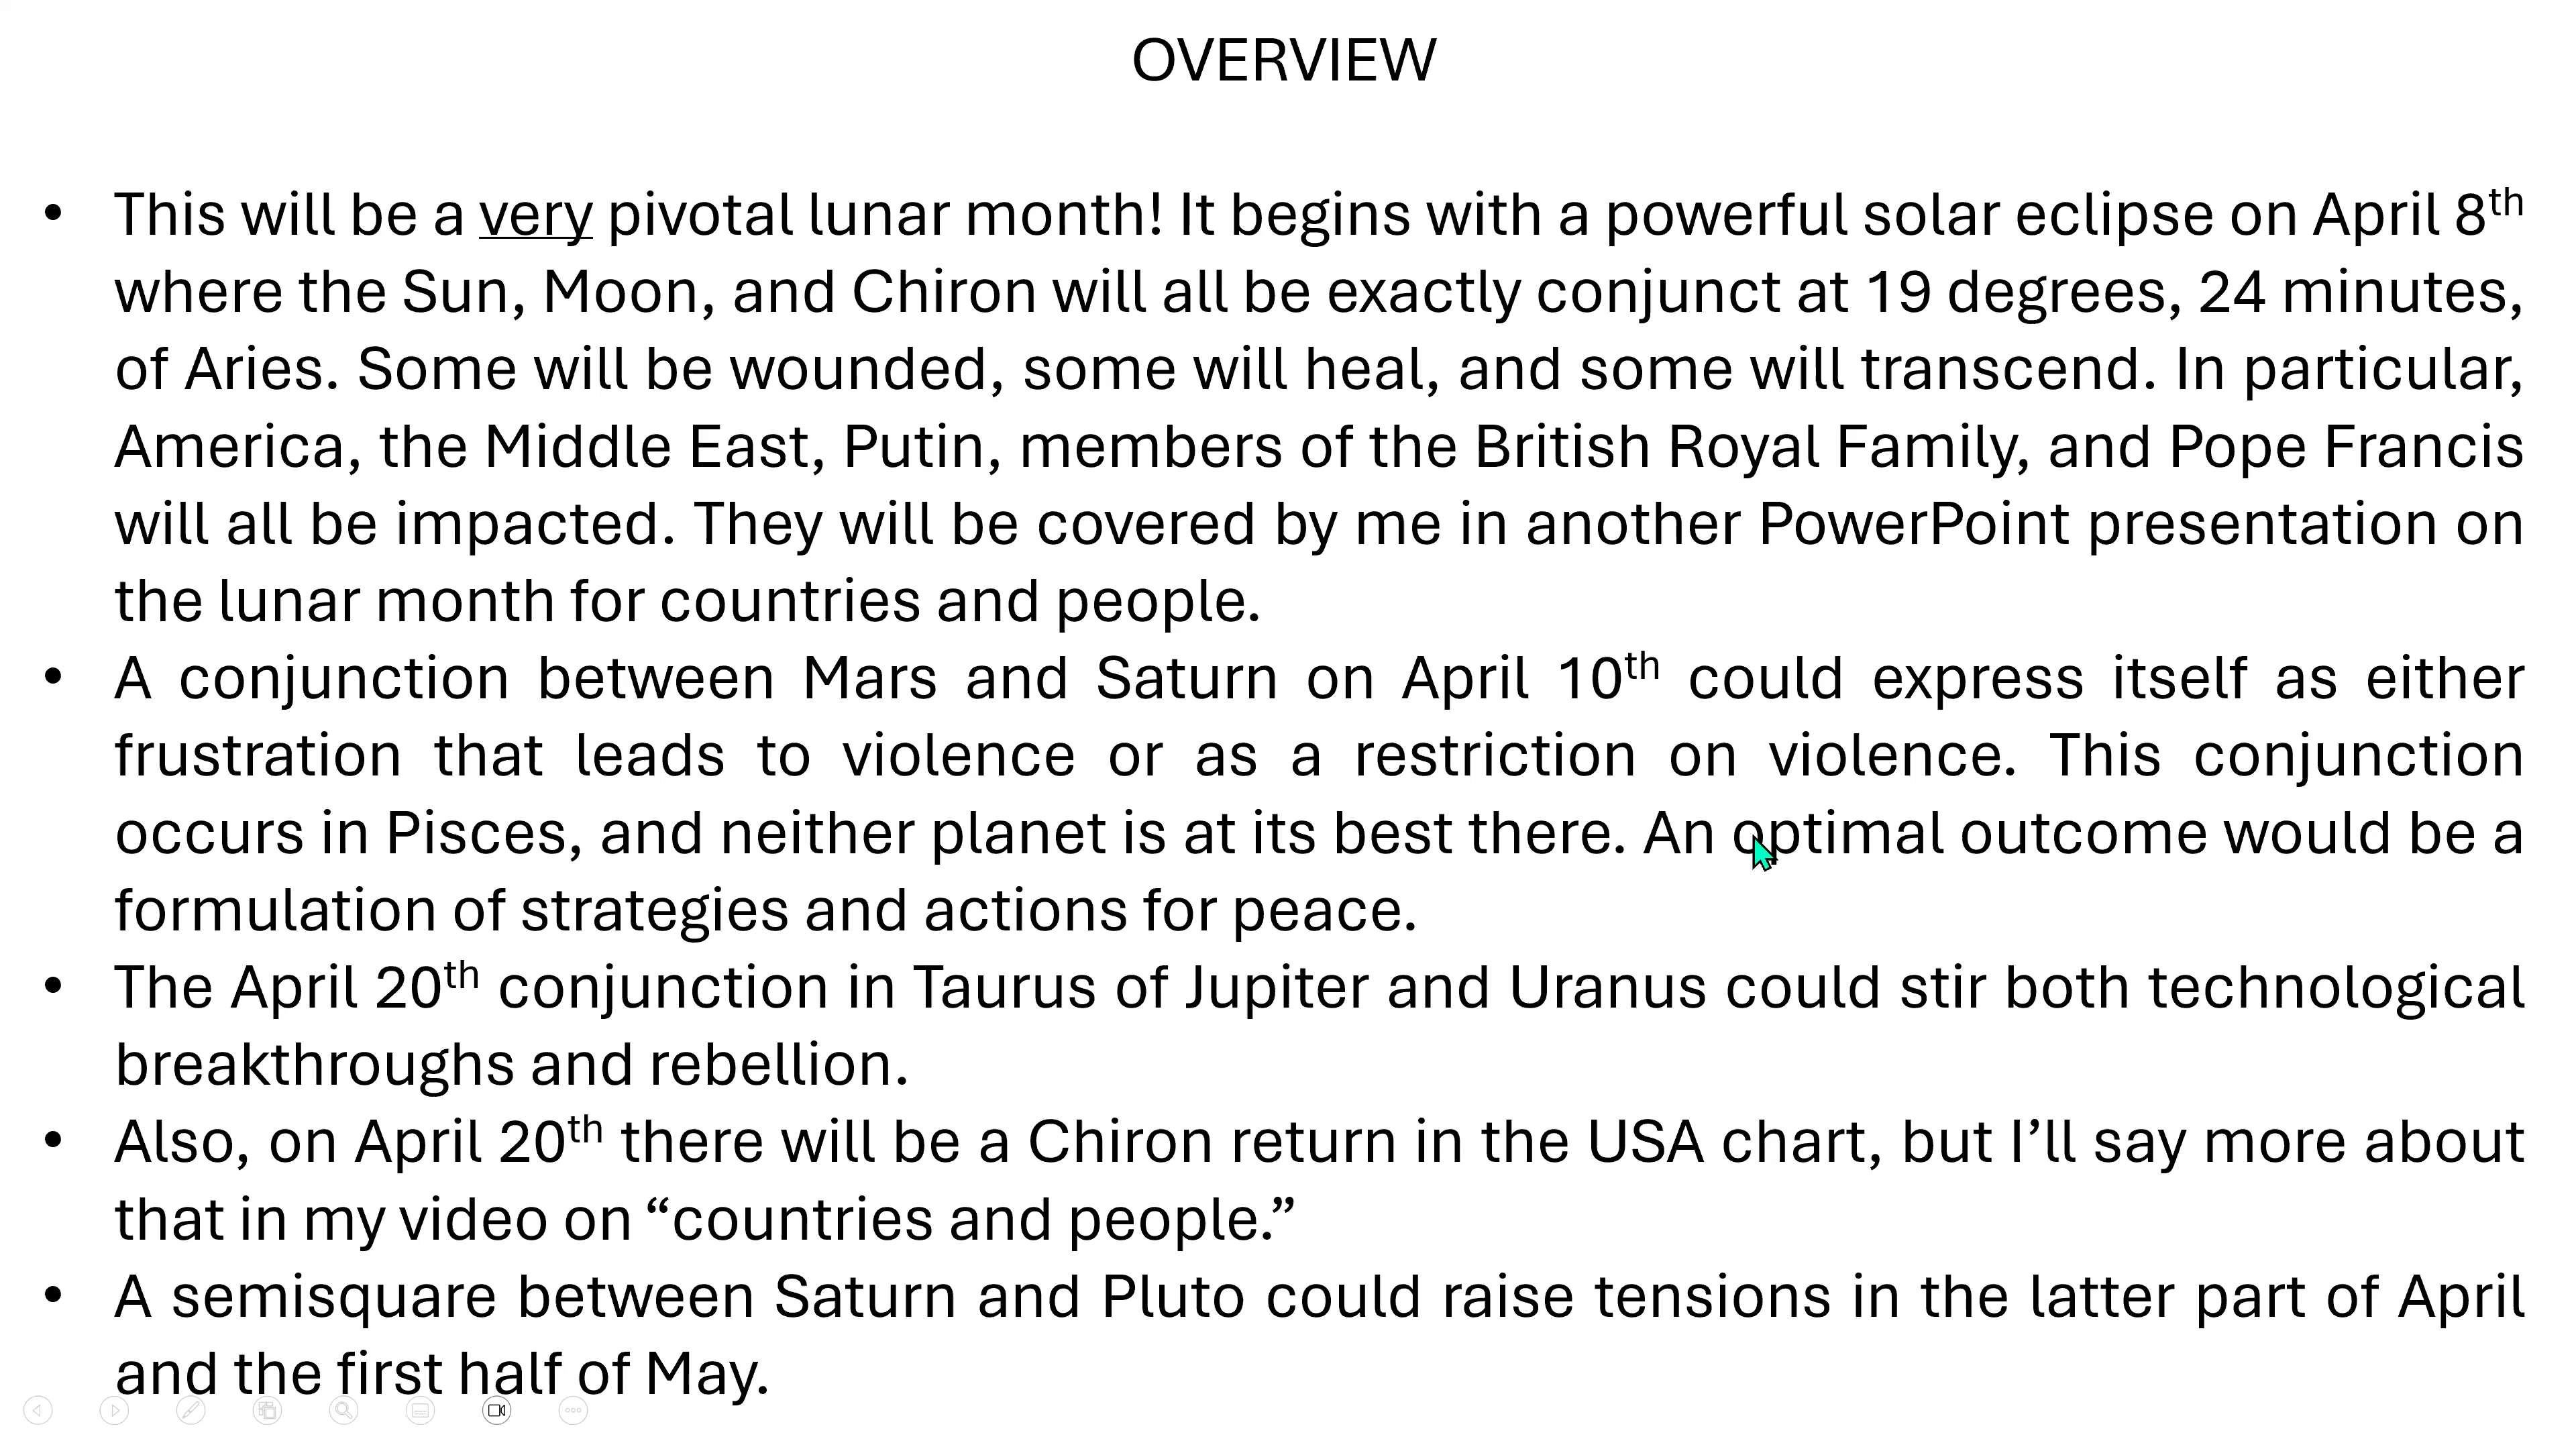 OVERVIEW
• This will be a very pivotal lunar month! It begins with a powerful solar eclipse on April 8th
where the Sun, Moon, and Chiron will all be exactly conjunct at 19 degrees, 24 minutes,
of Aries. Some will be wounded, some will heal, and some will transcend. In particular,
America, the Middle East, Putin, members of the British Royal Family, and Pope Francis
will all be impacted. They will be covered by me in another PowerPoint presentation on
the lunar month for countries and people.
• A conjunction between Mars and Saturn on April 10th could express itself as either
frustration that leads to violence or as a restriction on violence. This conjunction
occurs in Pisces, and neither planet is at its best there. An optimal outcome would be a
formulation of strategies and actions for peace.
• The April 20th conjunction in Taurus of Jupiter and Uranus could stir both technological
breakthroughs and rebellion.
• Also, on April 20th there will be a Chiron return in the USA chart, but I’ll say more about
that in my video on “countries and people.”
• A semisquare between Saturn and Pluto could raise tensions in the latter part of April
and the first half of May.